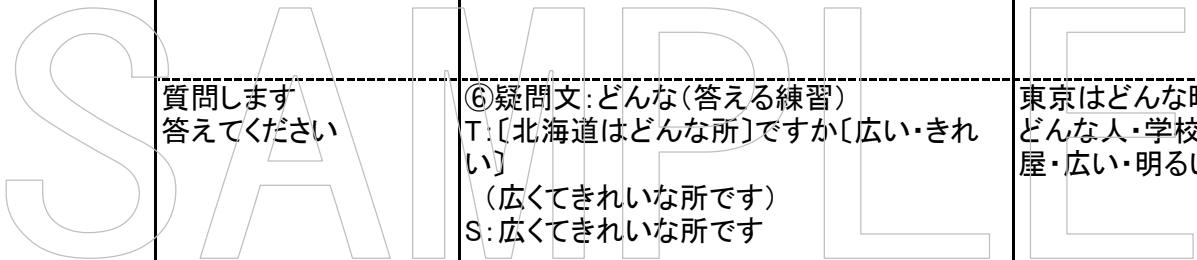 SAMPLE
質問します
答えてください
⑥疑問文：どんな（答える練習）
T：〔北海道はどんな所〕ですか〔広い・きれ
い〕
（広くてきれいな所です）
S：広くてきれいな所です
東京はどんな
どんな人・学校
屋・広い・明るい